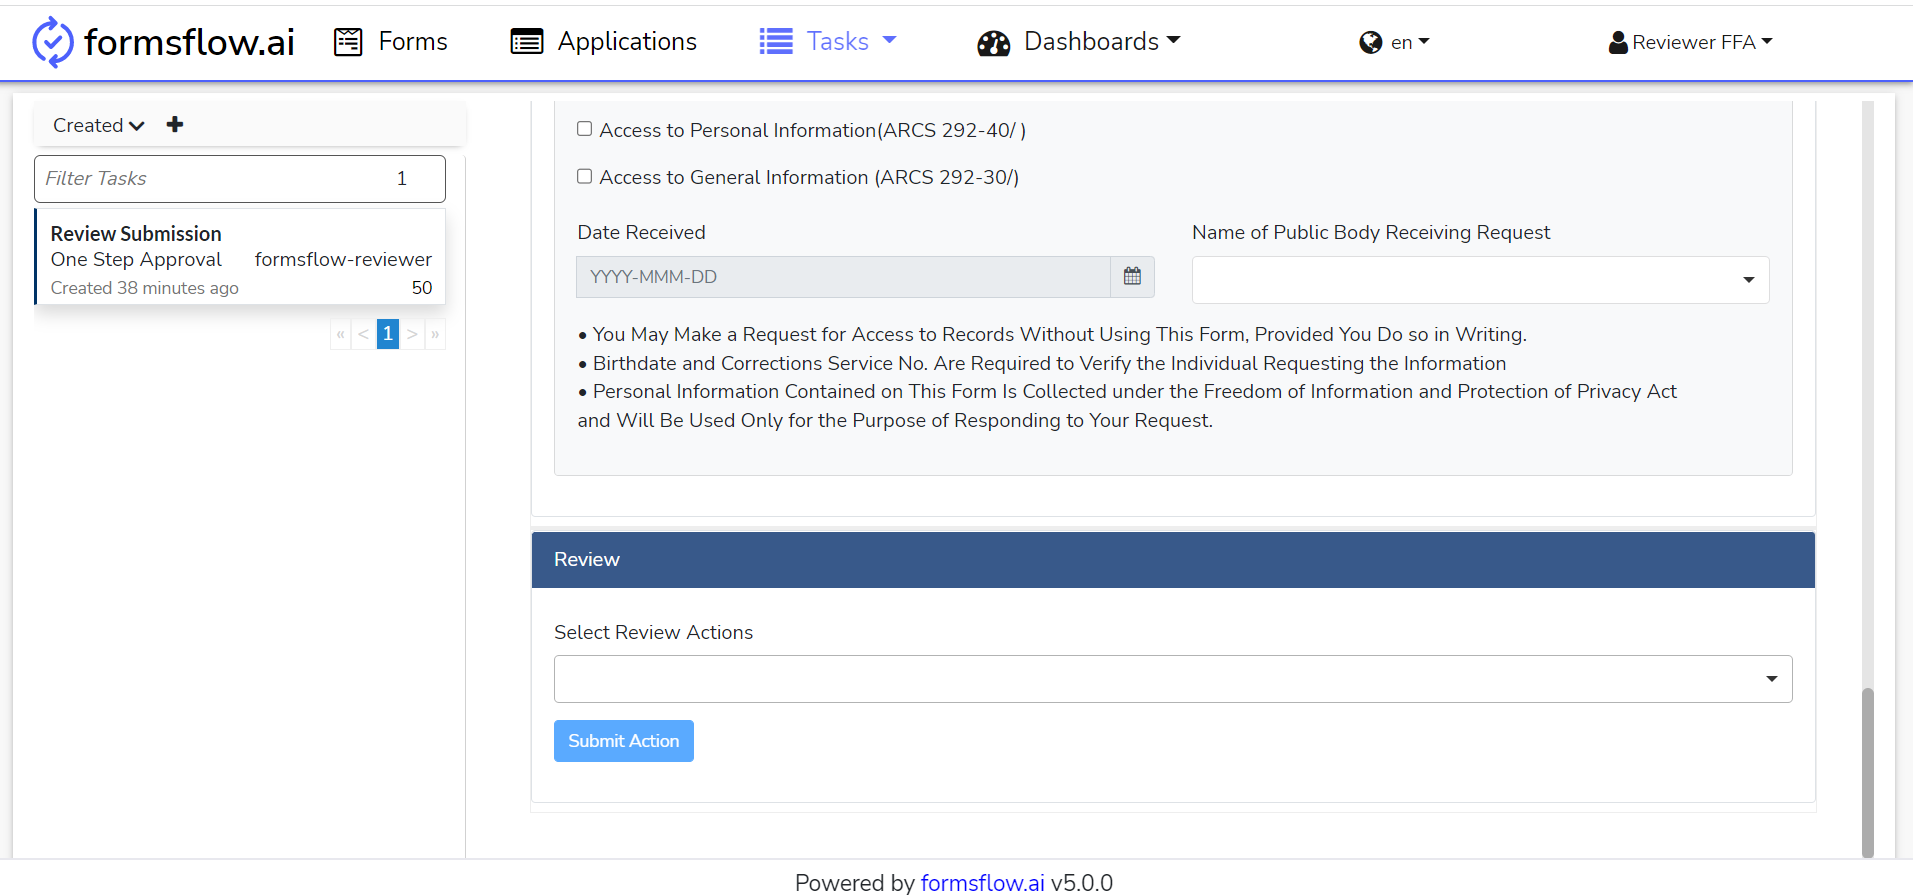 formsflow.ai Forms Applications Tasks Dashboards en Reviewer FFA
Created
Filter Tasks 1
Review Submission
One Step Approval formsflow-reviewer
Created 38 minutes ago 50
« < 1 > »
Access to Personal Information(ARCS 292-40/ )
Access to General Information (ARCS 292-30/)
Date Received Name of Public Body Receiving Request
YYYY-MMM-DD
• You May Make a Request for Access to Records Without Using This Form, Provided You Do so in Writing.
• Birthdate and Corrections Service No. Are Required to Verify the Individual Requesting the Information
• Personal Information Contained on This Form Is Collected under the Freedom of Information and Protection of Privacy Act
and Will Be Used Only for the Purpose of Responding to Your Request.
Review
Select Review Actions
Submit Action
Powered by formsflow.ai v5.0.0